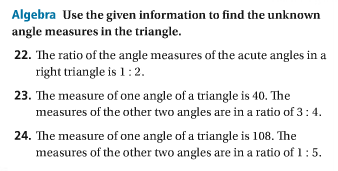 Algebra Use the given information to find the unknown
angle measures in the triangle.
22. The ratio of the angle measures of the acute angles in a
right triangle is 1 : 2.
23. The measure of one angle of a triangle is 40. The
measures of the other two angles are in a ratio of 3 : 4.
24. The measure of one angle of a triangle is 108. The
measures of the other two angles are in a ratio of 1 : 5.